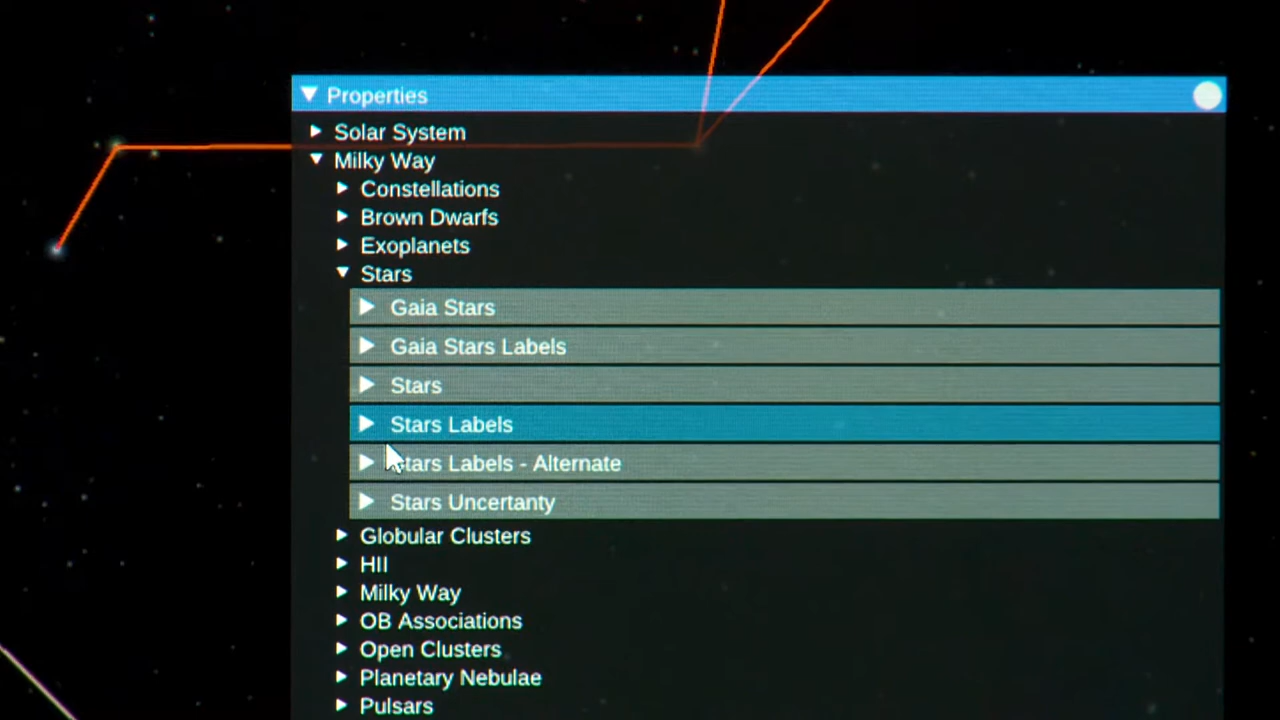 Properties
Solar System
Milky Way
Constellations
Brown Dwarfs
Exoplanets
Stars
Gaia Stars
Gaia Stars Labels
Stars
Stars Labels
Stars Labels - Alternate
Stars Uncertanty
Globular Clusters
HII
Milky Way
OB Associations
Open Clusters
Planetary Nebulae
Pulsars